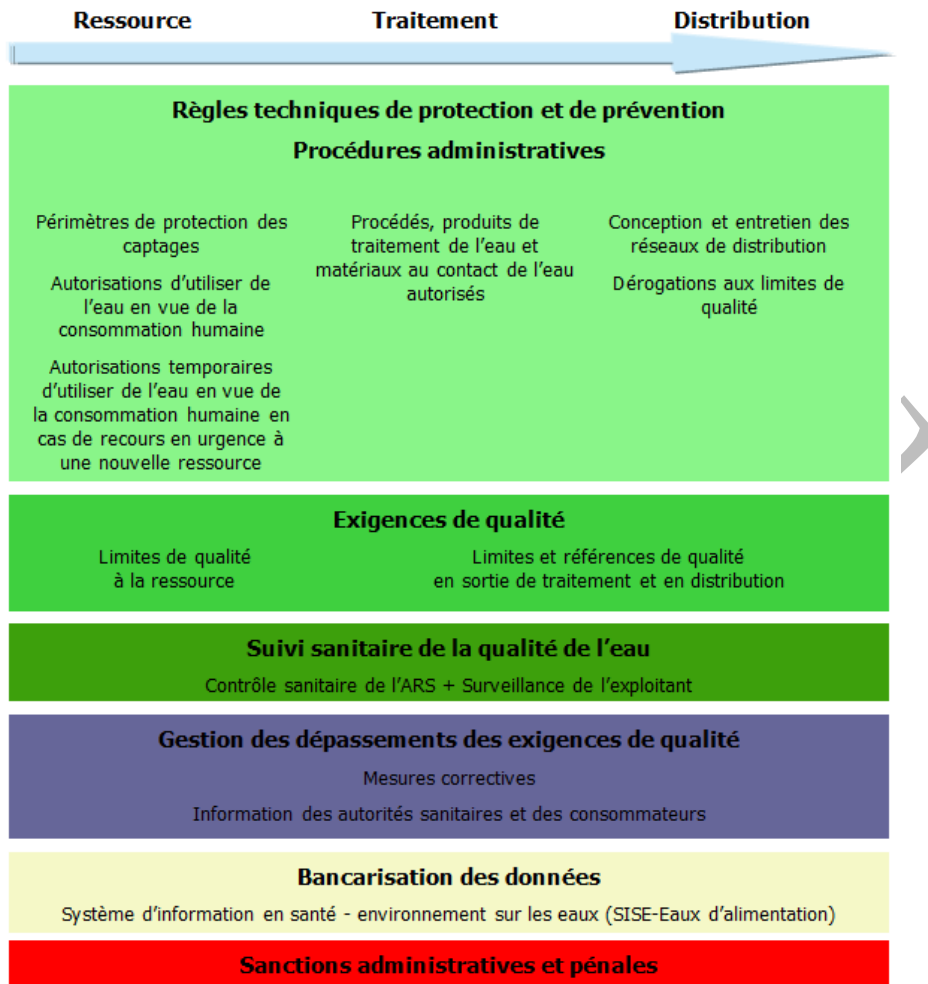 Ressource Traitement Distribution
Règles techniques de protection et de prévention
Procédures administratives
Périmètres de protection des
captages
Autorisations d'utiliser de
l'eau en vue de la
consommation humaine
Autorisations temporaires
d'utiliser de l'eau en vue de
la consommation humaine en
cas de recours en urgence à
une nouvelle ressource
Procédés, produits de
traitement de l'eau et
matériaux au contact de l'eau
autorisés
Conception et entretien des
réseaux de distribution
Dérogations aux limites de
qualité
Exigences de qualité
Limites de qualité
à la ressource
Limites et références de qualité
en sortie de traitement et en distribution
Suivi sanitaire de la qualité de l'eau
Contrôle sanitaire de l'ARS + Surveillance de l'exploitant
Gestion des dépassements des exigences de qualité
Mesures correctives
Information des autorités sanitaires et des consommateurs
Bancarisation des données
Système d'information en santé - environnement sur les eaux (SISE-Eaux d'alimentation)
Sanctions administratives et pénales